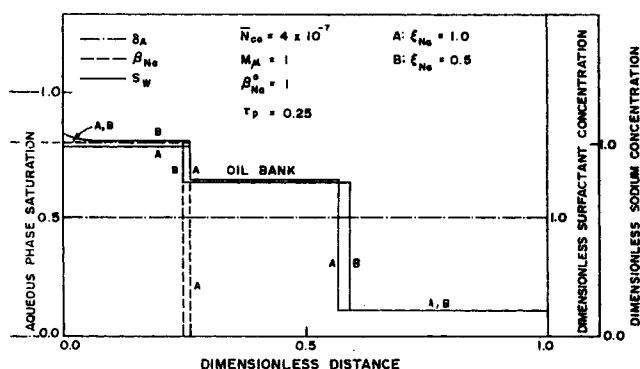 δA
βNa
SW
N̄ca = 4 x 10⁻⁷
Mμ = 1
β°Na = 1
τp = 0.25
A: ξNa = 1.0
B: ξNa = 0.5
AQUEOUS PHASE SATURATION
1.0
0.5
0.0
A,B
B
A
B
A
OIL BANK
A
A
B
A,B
1.0
1.0
0.0
DIMENSIONLESS SURFACTANT CONCENTRATION
DIMENSIONLESS SODIUM CONCENTRATION
0.0
0.5
1.0
DIMENSIONLESS DISTANCE